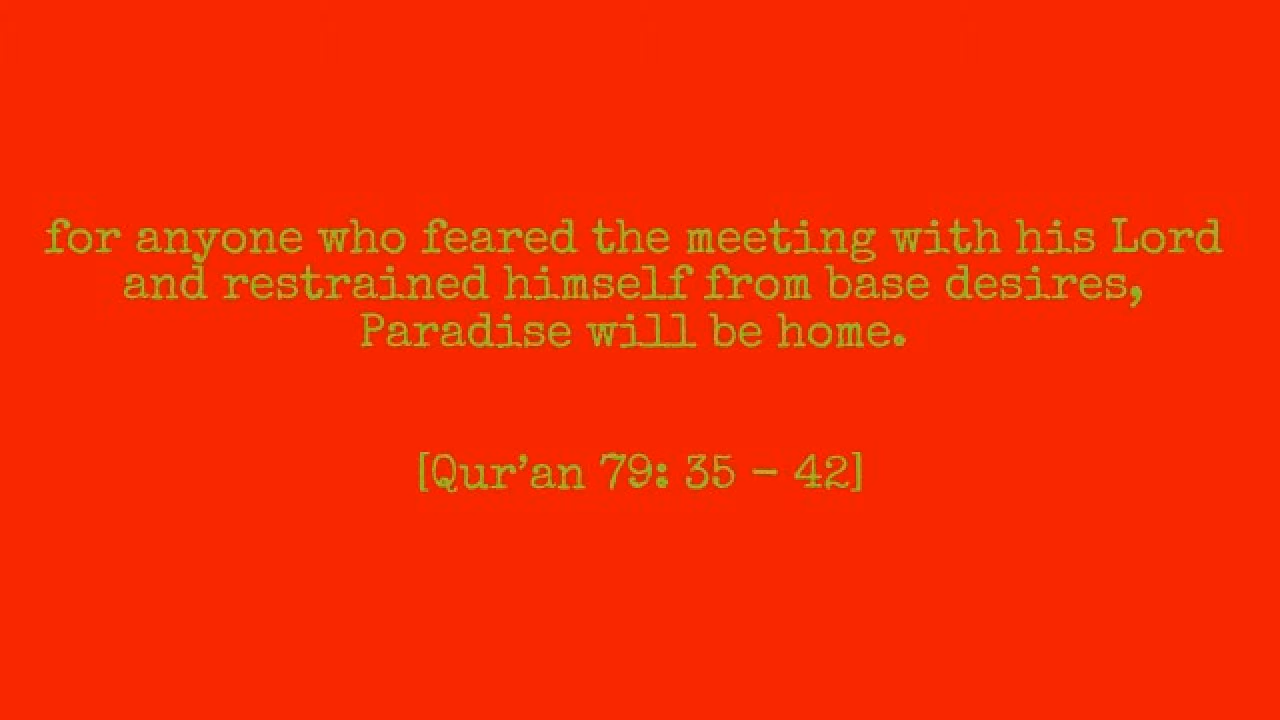 for anyone who feared the meeting with his Lord
and restrained himself from base desires,
Paradise will be home.
[Qur’an 79: 35 – 42]